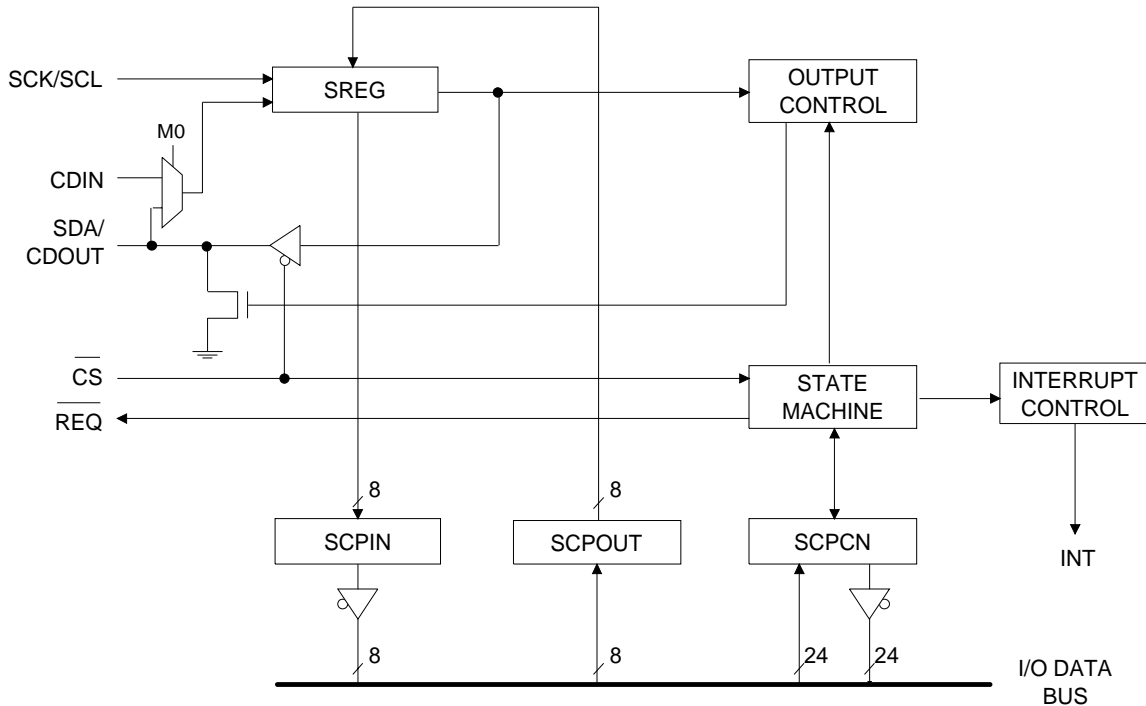 SCK/SCL
SREG
OUTPUT
CONTROL
M0
CDIN
SDA/
CDOUT
CS
STATE
MACHINE
INTERRUPT
CONTROL
REQ
8
8
SCPIN
SCPOUT
SCPCN
INT
8
8
24
24
I/O DATA
BUS